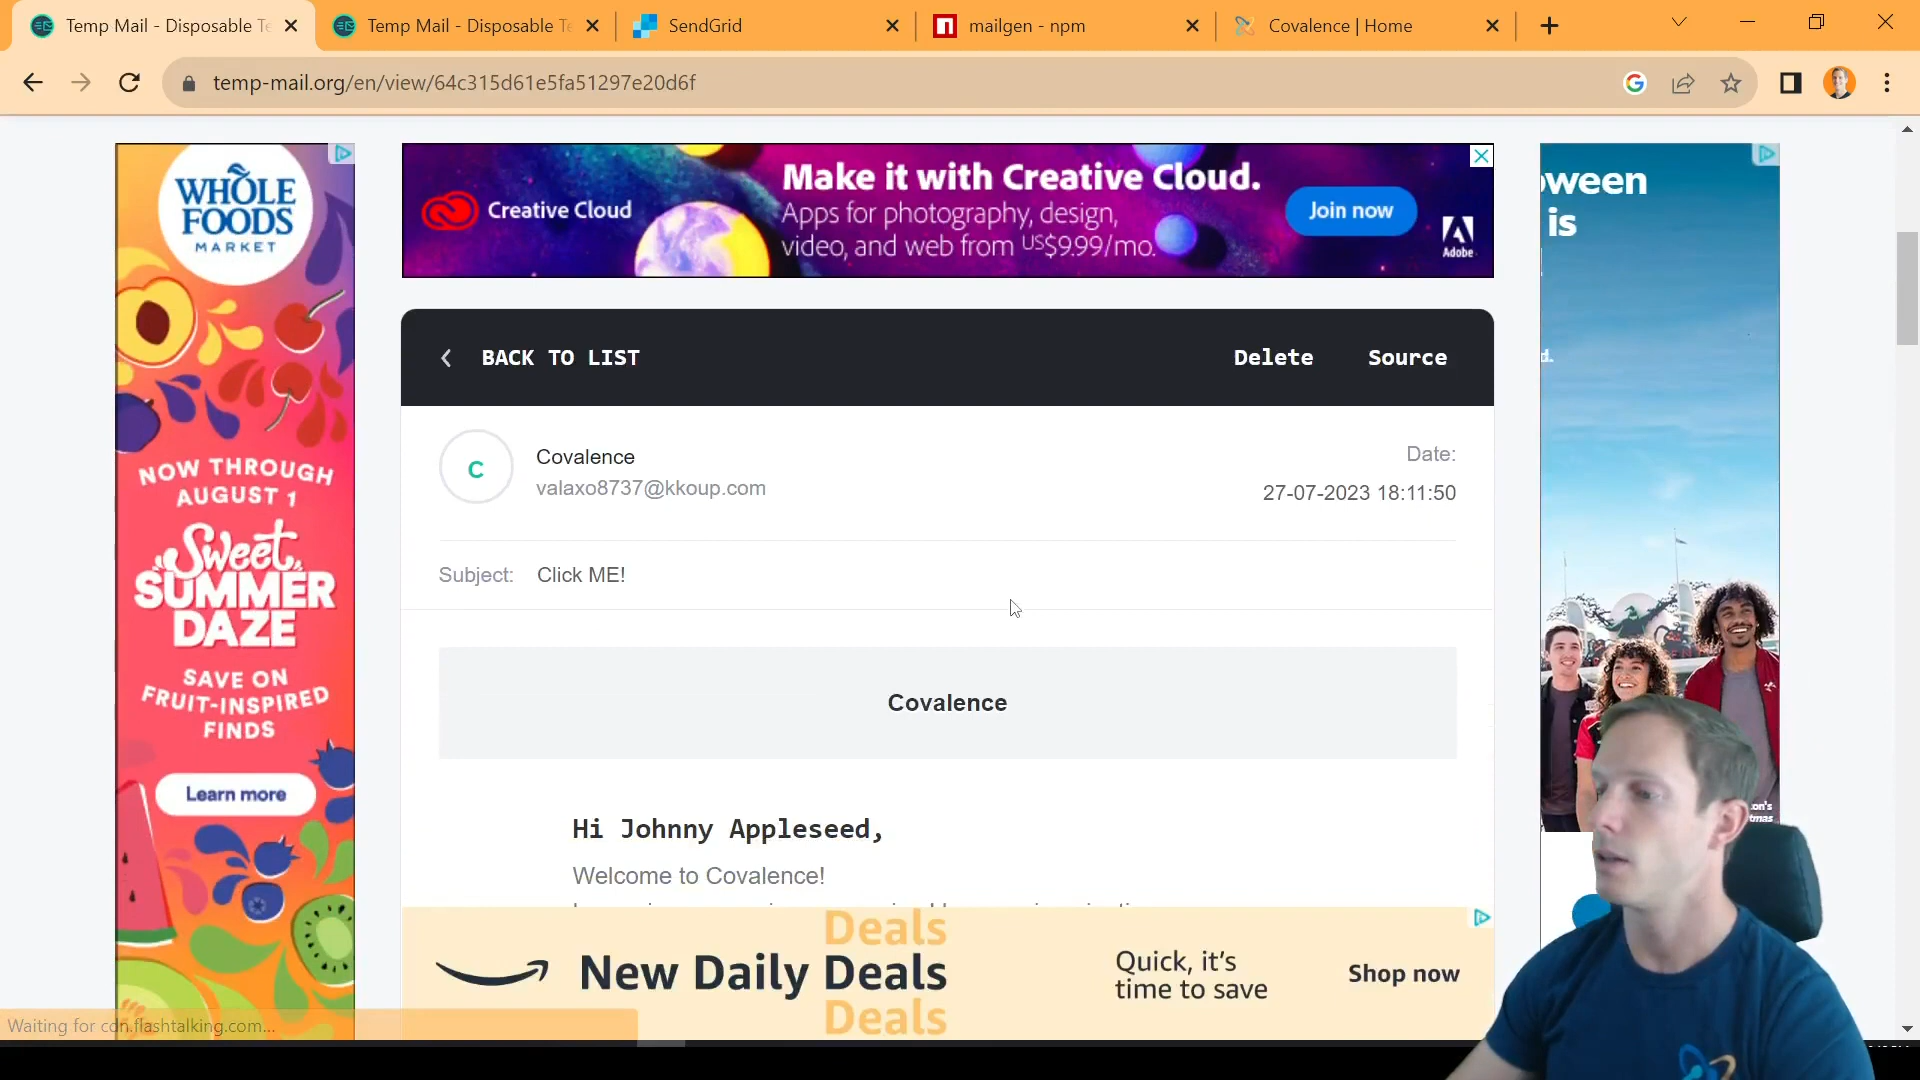 Temp Mail - Disposable Te
Temp Mail - Disposable Te
SendGrid
mailgen - npm
Covalence | Home
temp-mail.org/en/view/64c315d61e5fa51297e20d6f
WHOLE
FOODS
MARKET
NOW THROUGH
AUGUST 1
Sweet
SUMMER
DAZE
SAVE ON
FRUIT-INSPIRED
FINDS
Learn more
Creative Cloud
Make it with Creative Cloud.
Apps for photography, design,
video, and web from US$9.99/mo.
Join now
Adobe
ween
is
d.
BACK TO LIST
Delete
Source
C
Covalence
valaxo8737@kkoup.com
Date:
27-07-2023 18:11:50
Subject: Click ME!
Covalence
Hi Johnny Appleseed,
Welcome to Covalence!
Deals
New Daily Deals
Deals
Quick, it's
time to save
Shop now
Waiting for cdn.flashtalking.com...